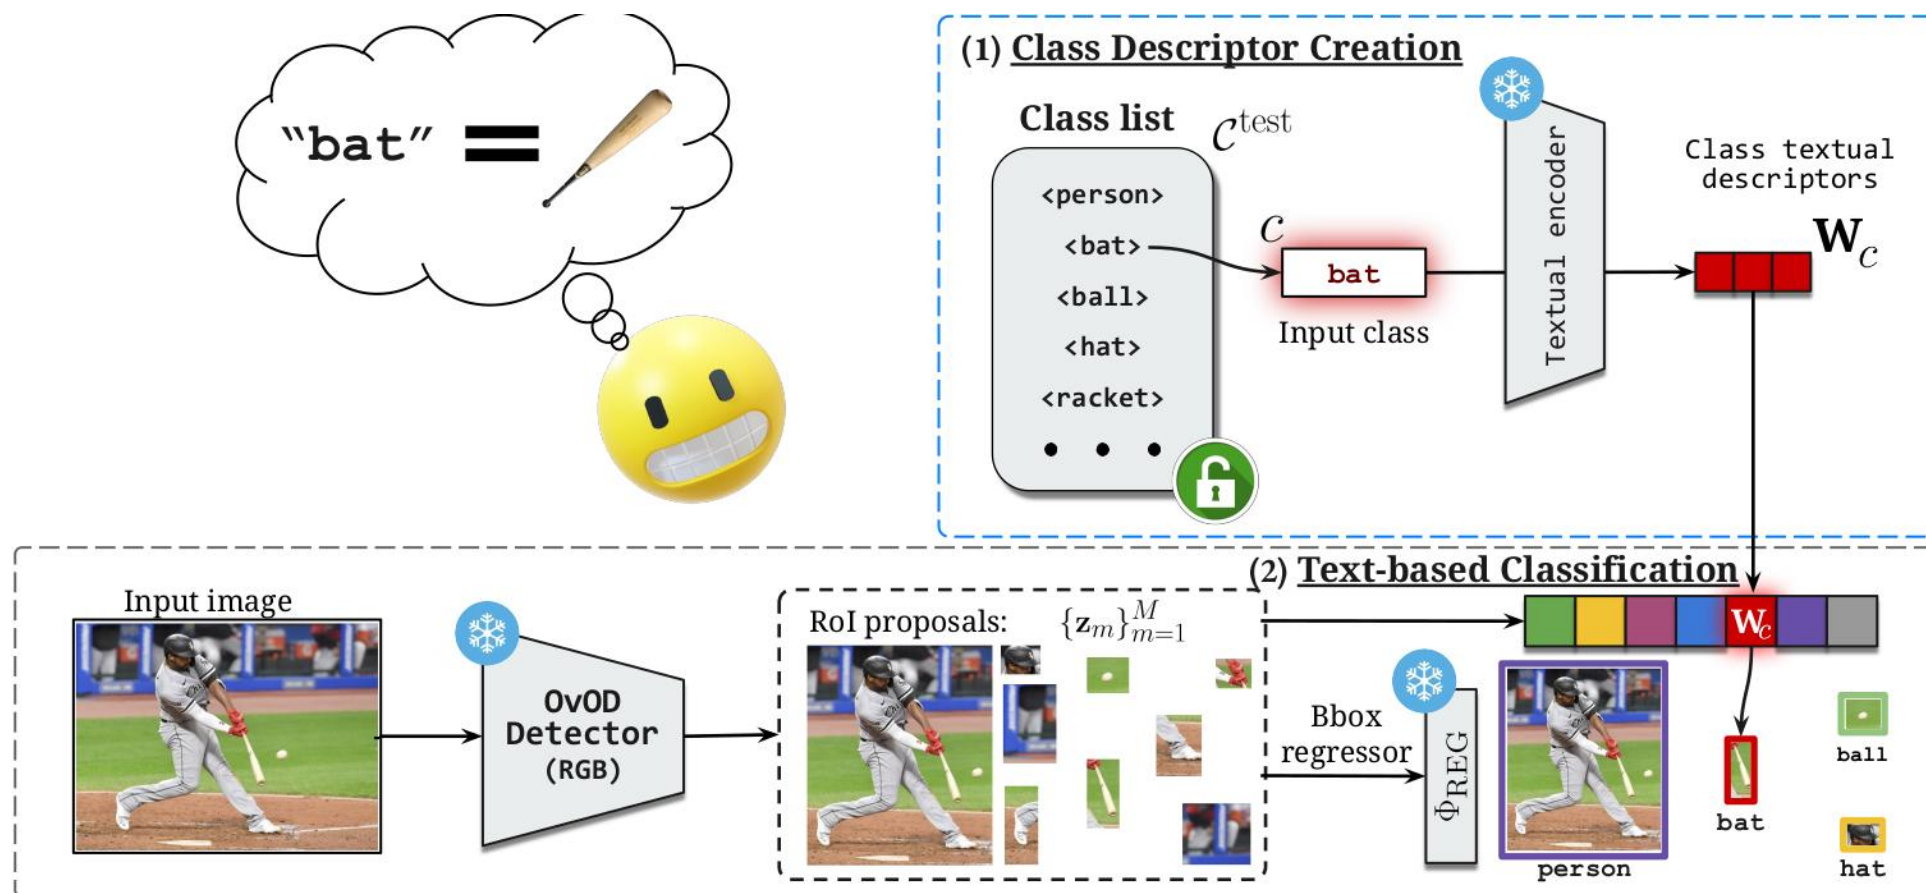 “bat” =
(1) Class Descriptor Creation
Class list
𝒞^test
<person>
<bat>
<ball>
<hat>
<racket>
• • •
c
bat
Input class
Textual encoder
Class textual
descriptors
W_c
(2) Text-based Classification
Input image
OvOD
Detector
(RGB)
RoI proposals: {z_m}_{m=1}^M
W_c
Bbox
regressor
Φ_REG
person
bat
ball
hat